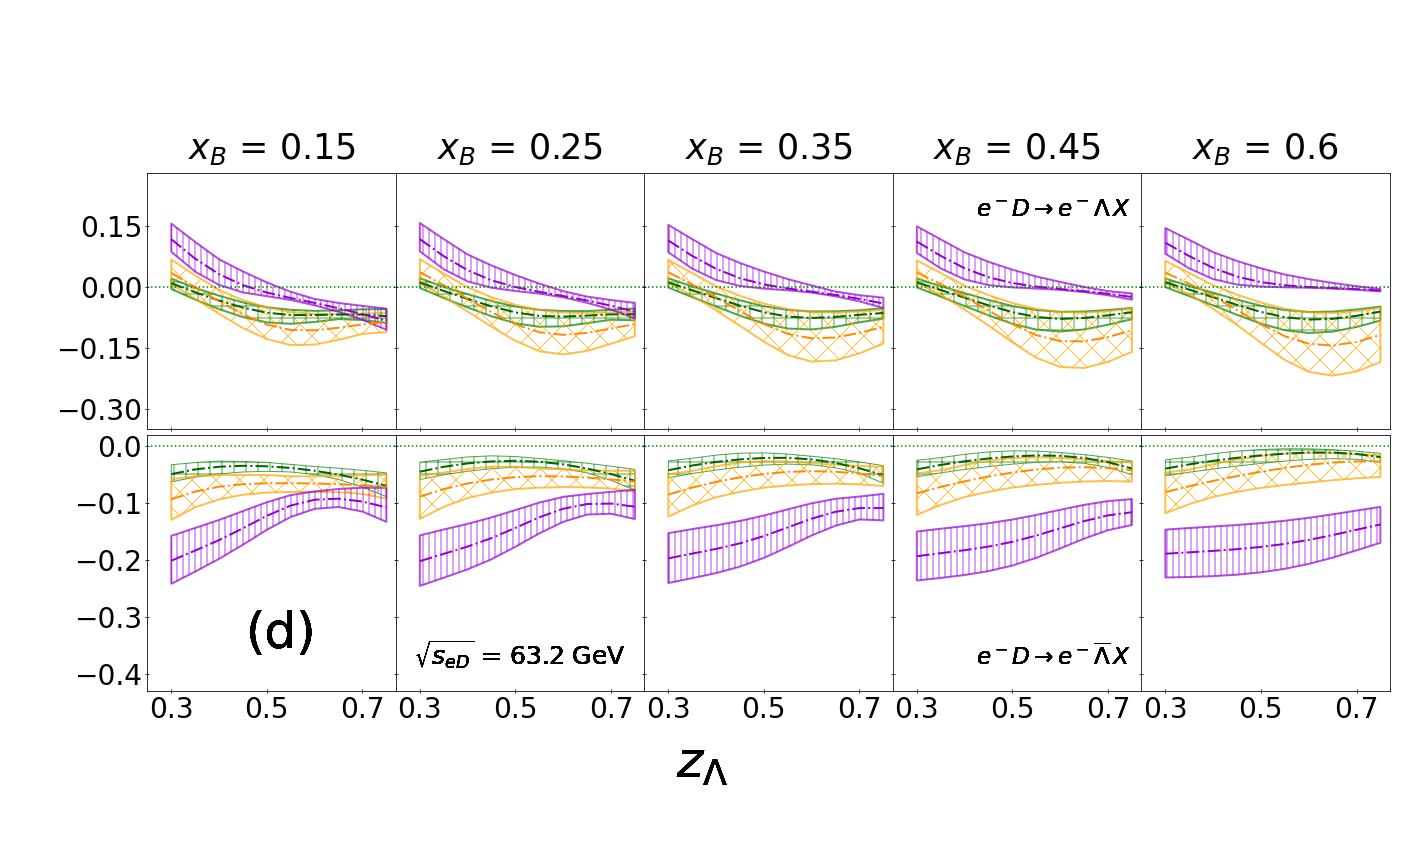 x_B = 0.15 x_B = 0.25 x_B = 0.35 x_B = 0.45 x_B = 0.6
e⁻D→e⁻ΛX
0.15
0.00
−0.15
−0.30
0.0
−0.1
−0.2
−0.3
−0.4
(d)
√s_{eD} = 63.2 GeV
e⁻D→e⁻Λ̅X
0.3 0.5 0.7 0.3 0.5 0.7 0.3 0.5 0.7 0.3 0.5 0.7 0.3 0.5 0.7
z_Λ